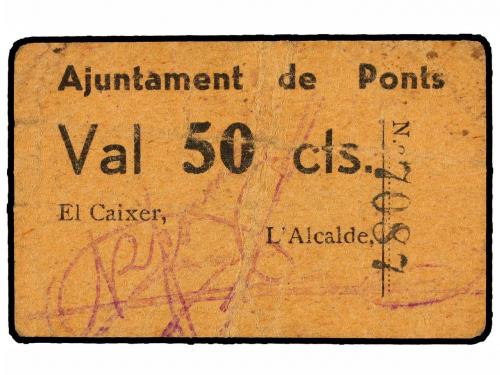 Ajuntament de Ponts
Val 50 cts.
El Caixer,
L'Alcalde,
N.º 7087